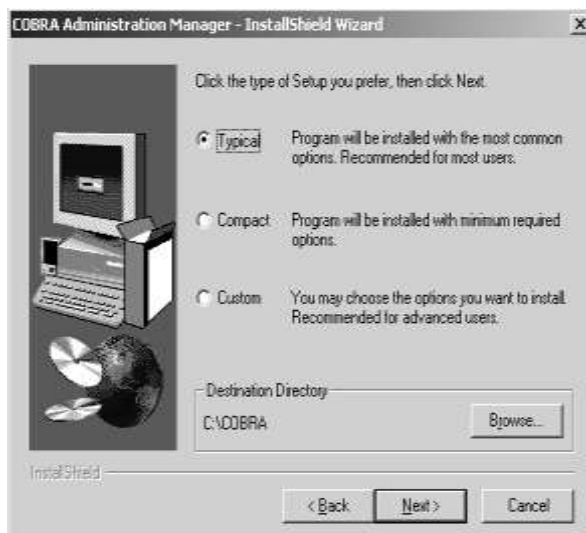 COBRA Administration Manager - InstallShield Wizard
Click the type of Setup you prefer, then click Next.
Typical
Program will be installed with the most common
options. Recommended for most users.
Compact
Program will be installed with minimum required
options.
Custom
You may choose the options you want to install.
Recommended for advanced users.
Destination Directory
C:\COBRA
Browse...
InstallShield
< Back
Next >
Cancel